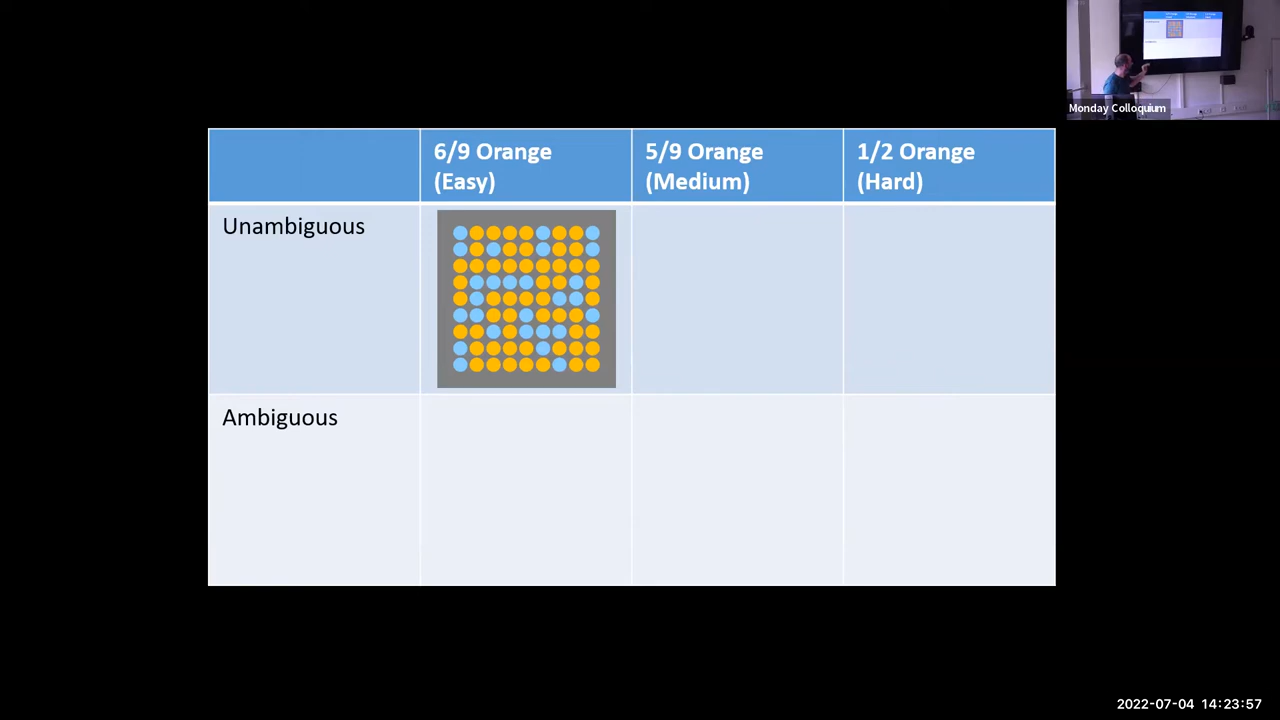 Monday Colloquium
6/9 Orange
(Easy)
5/9 Orange
(Medium)
1/2 Orange
(Hard)
Unambiguous
Ambiguous
2022-07-04 14:23:57